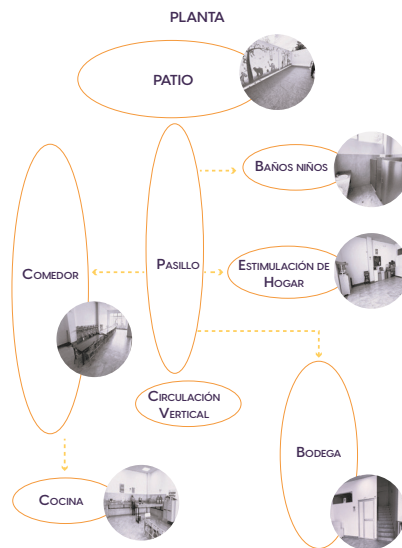 PLANTA
PATIO
BAÑOS NIÑOS
COMEDOR
PASILLO
ESTIMULACIÓN DE
HOGAR
CIRCULACIÓN
VERTICAL
BODEGA
COCINA